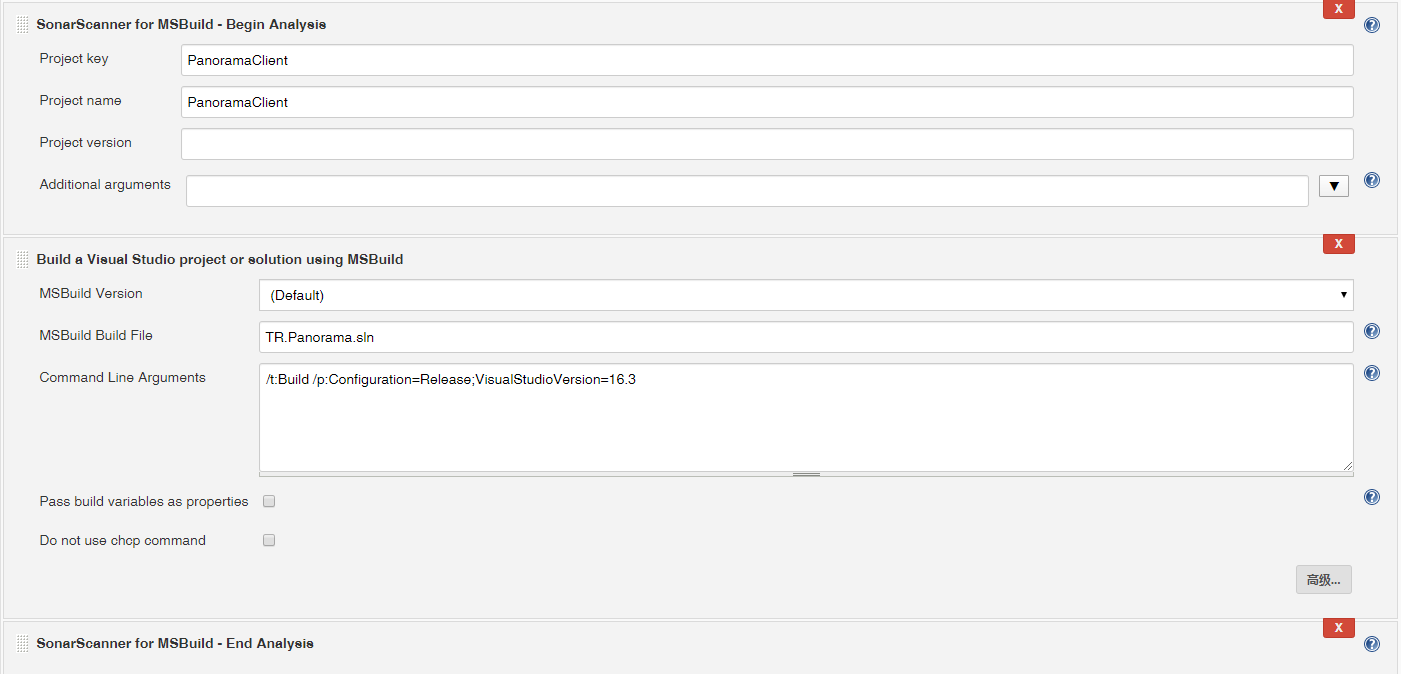 X
SonarScanner for MSBuild - Begin Analysis
Project key
PanoramaClient
Project name
PanoramaClient
Project version
Additional arguments
▼
X
Build a Visual Studio project or solution using MSBuild
MSBuild Version
(Default)
MSBuild Build File
TR.Panorama.sln
Command Line Arguments
/t:Build /p:Configuration=Release;VisualStudioVersion=16.3
Pass build variables as properties
Do not use chcp command
高级...
X
SonarScanner for MSBuild - End Analysis